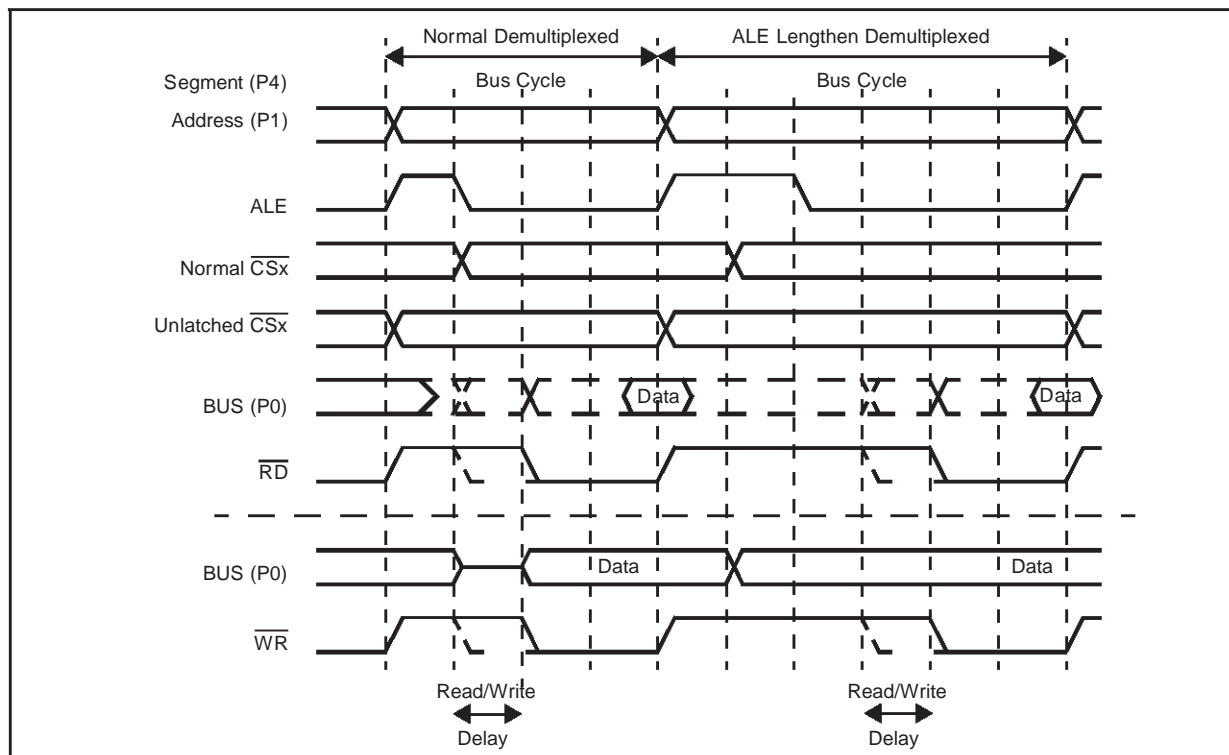 Normal Demultiplexed
ALE Lengthen Demultiplexed
Segment (P4)
Bus Cycle
Bus Cycle
Address (P1)
ALE
Normal CSx
Unlatched CSx
BUS (P0)
Data
Data
RD
BUS (P0)
Data
Data
WR
Read/Write
Read/Write
Delay
Delay